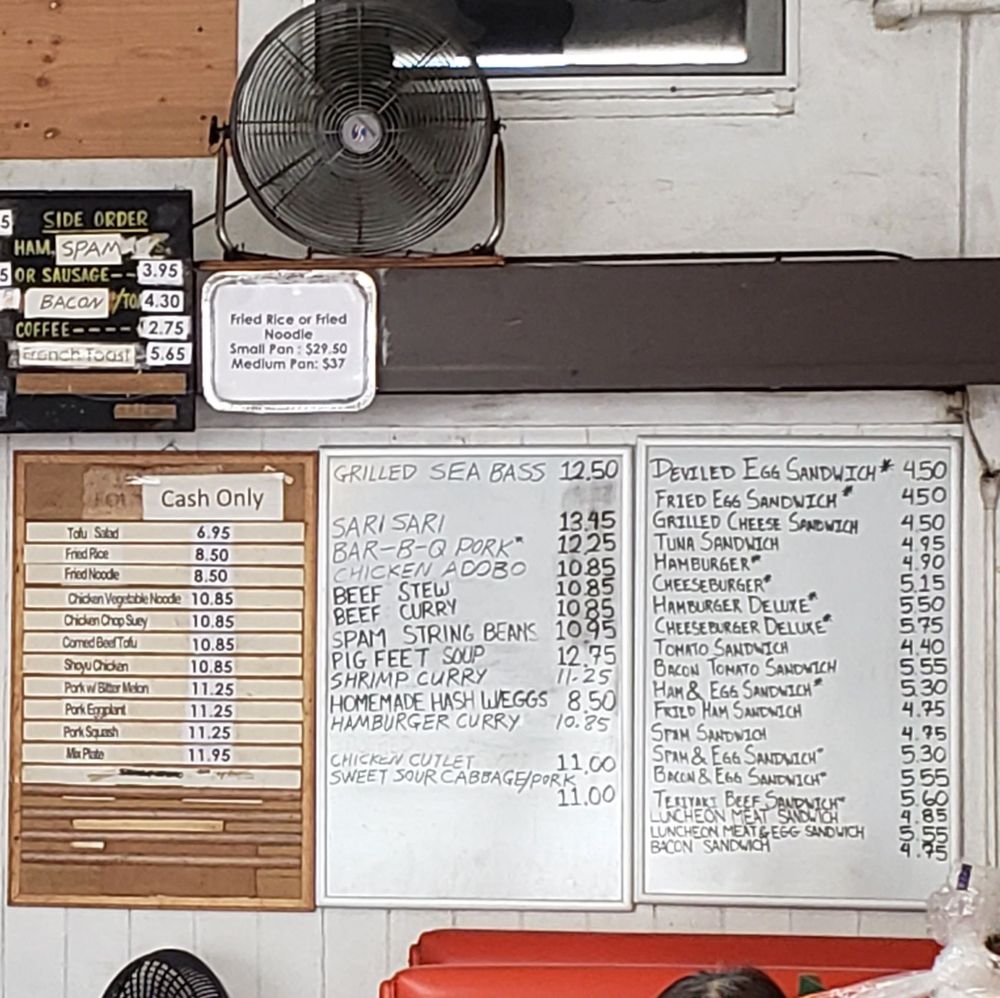 5 SIDE ORDER
HAM, SPAM
5 OR SAUSAGE-- 3.95
BACON /TO 4.30
COFFEE---- 2.75
French Toast 5.65
Fried Rice or Fried
Noodle
Small Pan : $29.50
Medium Pan: $37
Cash Only
Tofu Salad 6.95
Fried Rice 8.50
Fried Noodle 8.50
Chicken Vegetable Noodle 10.85
Chicken Chop Suey 10.85
Corned Beef Tofu 10.85
Shoyu Chicken 10.85
Pork w/ Bitter Melon 11.25
Pork Eggplant 11.25
Pork Squash 11.25
Mix Plate 11.95
GRILLED SEA BASS 12.50
SARI SARI 13.45
BAR-B-Q PORK* 12.25
CHICKEN ADOBO 10.85
BEEF STEW 10.85
BEEF CURRY 10.85
SPAM STRING BEANS 10.95
PIG FEET SOUP 12.75
SHRIMP CURRY 11.25
HOMEMADE HASH W/EGGS 8.50
HAMBURGER CURRY 10.85
CHICKEN CUTLET 11.00
SWEET SOUR CABBAGE/PORK
11.00
DEVILED EGG SANDWICH* 4.50
FRIED EGG SANDWICH* 4.50
GRILLED CHEESE SANDWICH 4.50
TUNA SANDWICH 4.95
HAMBURGER* 4.90
CHEESEBURGER* 5.15
HAMBURGER DELUXE* 5.50
CHEESEBURGER DELUXE* 5.75
TOMATO SANDWICH 4.40
BACON TOMATO SANDWICH 5.55
HAM & EGG SANDWICH* 5.30
FRIED HAM SANDWICH 4.75
SPAM SANDWICH 4.75
SPAM & EGG SANDWICH* 5.30
BACON & EGG SANDWICH* 5.55
TERIYAKI BEEF SANDWICH* 5.60
LUNCHEON MEAT SANDWICH 4.85
LUNCHEON MEAT & EGG SANDWICH 5.55
BACON SANDWICH 4.75